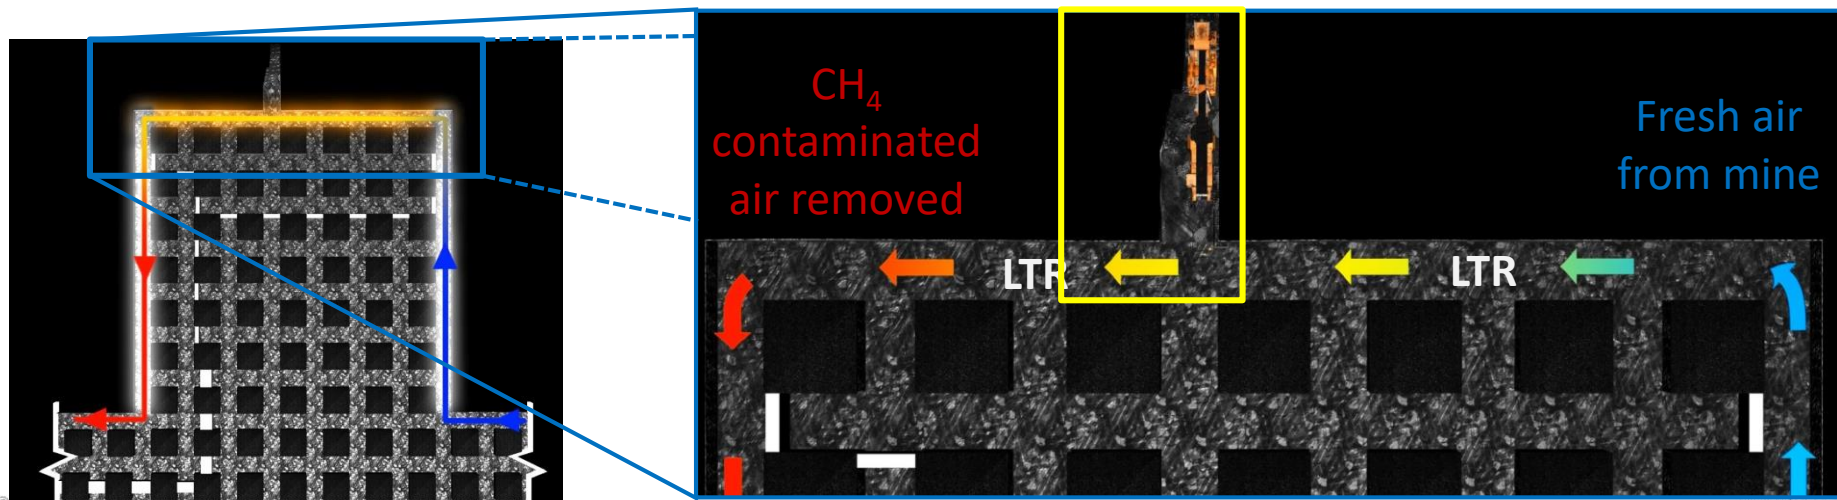 CH₄
contaminated
air removed
Fresh air
from mine
LTR
LTR